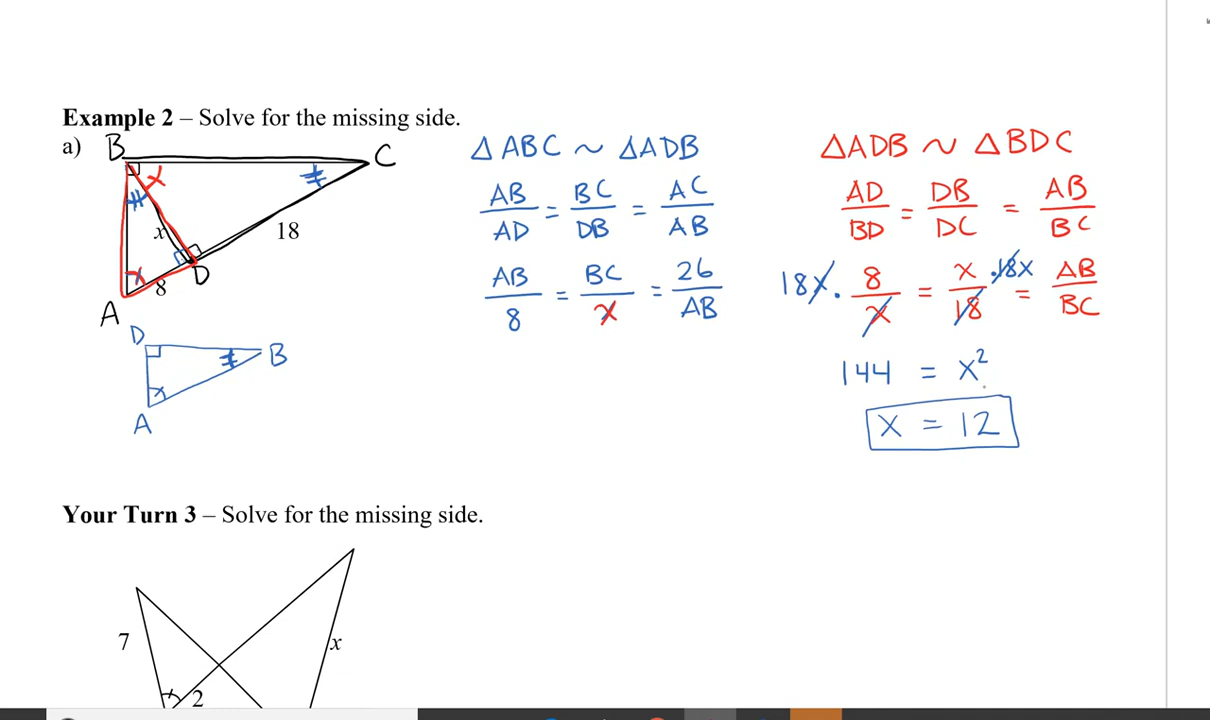 Example 2 – Solve for the missing side.
a)
B
C
x
18
D
8
A
D
B
A
△ABC ~ △ADB
AB/AD = BC/DB = AC/AB
AB/8 = BC/x = 26/AB
△ADB ~ △BDC
AD/BD = DB/DC = AB/BC
18x · 8/x = x/18 · 18x = AB/BC
144 = x²
x = 12
Your Turn 3 – Solve for the missing side.
7
x
2